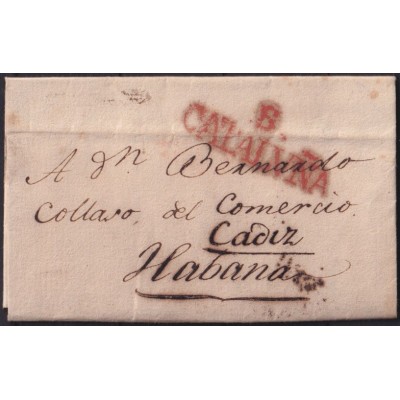 B.
CATALUÑA
A Dn. Bernardo
Collaso, del Comercio.
Cadiz
Habana